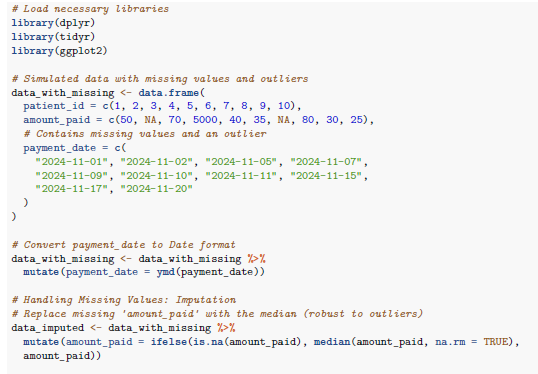 # Load necessary libraries
library(dplyr)
library(tidyr)
library(ggplot2)
# Simulated data with missing values and outliers
data_with_missing <- data.frame(
patient_id = c(1, 2, 3, 4, 5, 6, 7, 8, 9, 10),
amount_paid = c(50, NA, 70, 5000, 40, 35, NA, 80, 30, 25),
# Contains missing values and an outlier
payment_date = c(
"2024-11-01", "2024-11-02", "2024-11-05", "2024-11-07",
"2024-11-09", "2024-11-10", "2024-11-11", "2024-11-15",
"2024-11-17", "2024-11-20"
)
)
# Convert payment_date to Date format
data_with_missing <- data_with_missing %>%
mutate(payment_date = ymd(payment_date))
# Handling Missing Values: Imputation
# Replace missing 'amount_paid' with the median (robust to outliers)
data_imputed <- data_with_missing %>%
mutate(amount_paid = ifelse(is.na(amount_paid), median(amount_paid, na.rm = TRUE),
amount_paid))